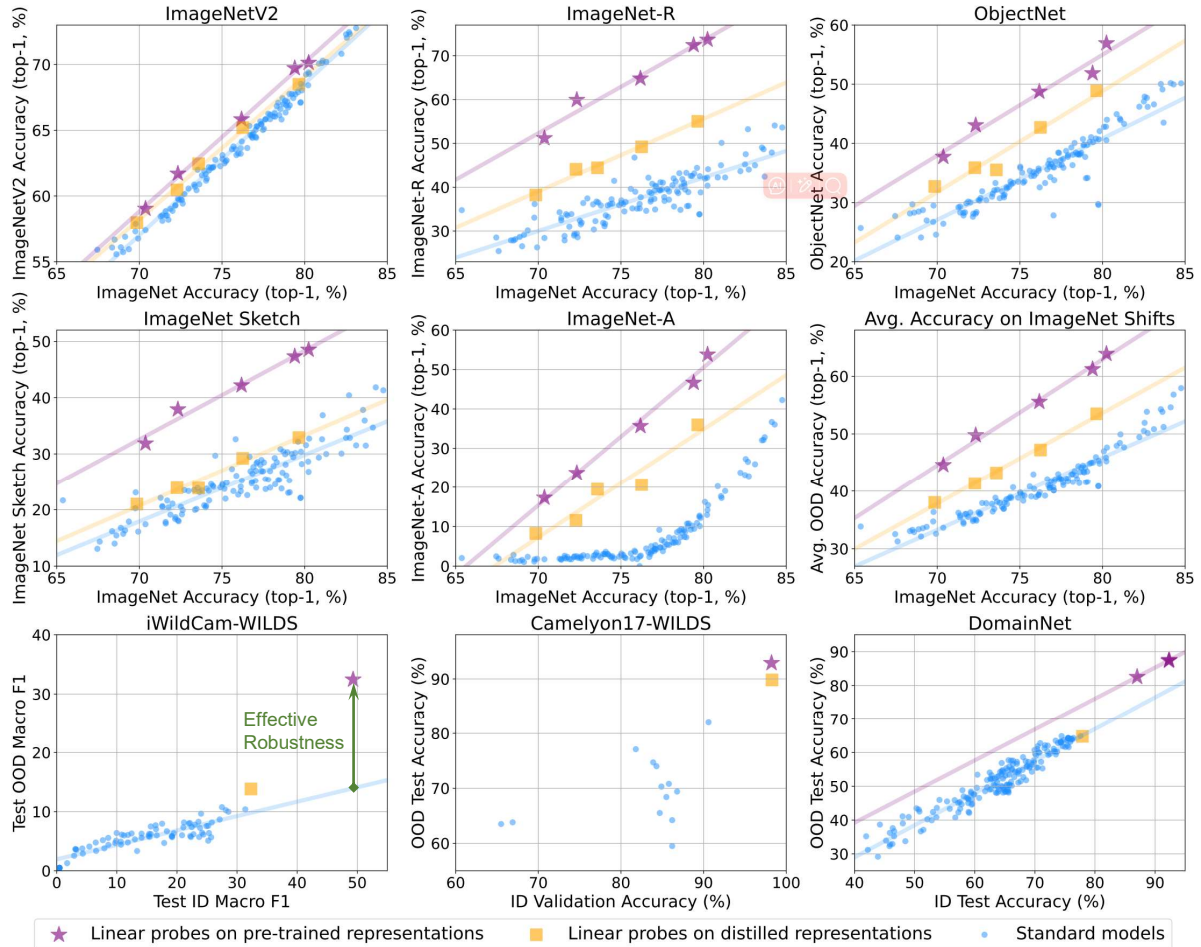 ImageNetV2
ImageNetV2 Accuracy (top-1, %)
70
65
60
55
65 70 75 80 85
ImageNet Accuracy (top-1, %)
ImageNet-R
ImageNet-R Accuracy (top-1, %)
70
60
50
40
30
65 70 75 80 85
ImageNet Accuracy (top-1, %)
ObjectNet
ObjectNet Accuracy (top-1, %)
60
50
40
30
20
65 70 75 80 85
ImageNet Accuracy (top-1, %)
ImageNet Sketch
ImageNet Sketch Accuracy (top-1, %)
50
40
30
20
10
65 70 75 80 85
ImageNet Accuracy (top-1, %)
ImageNet-A
ImageNet-A Accuracy (top-1, %)
60
50
40
30
20
10
0
65 70 75 80 85
ImageNet Accuracy (top-1, %)
Avg. Accuracy on ImageNet Shifts
Avg. OOD Accuracy (top-1, %)
60
50
40
30
65 70 75 80 85
ImageNet Accuracy (top-1, %)
iWildCam-WILDS
Test OOD Macro F1
40
30
20
10
0
Effective
Robustness
0 10 20 30 40 50
Test ID Macro F1
Camelyon17-WILDS
OOD Test Accuracy (%)
90
80
70
60
60 70 80 90 100
ID Validation Accuracy (%)
DomainNet
OOD Test Accuracy (%)
90
80
70
60
50
40
30
40 50 60 70 80 90
ID Test Accuracy (%)
Linear probes on pre-trained representations
Linear probes on distilled representations
Standard models